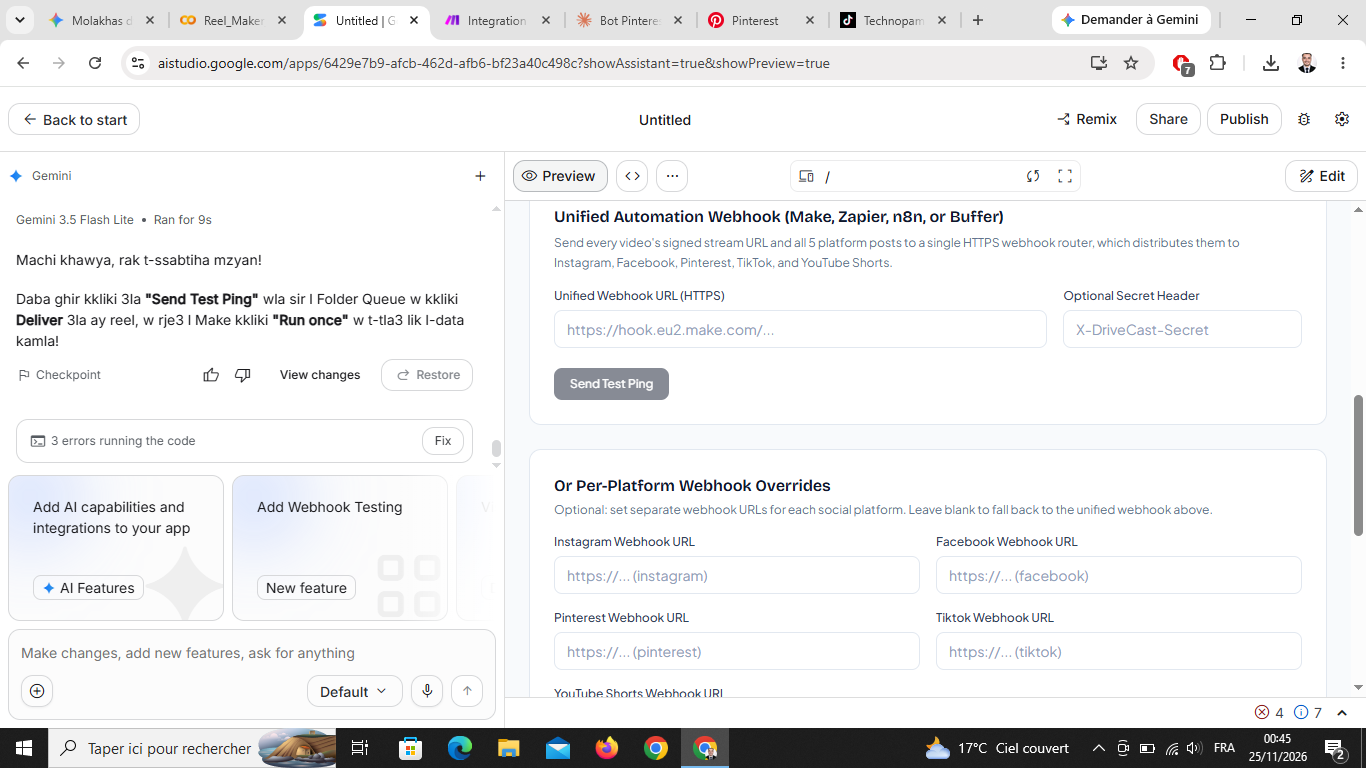 Molakhas d
Reel_Maker
Untitled | G
Integration
Bot Pintere
Pinterest
Technopam
Demander à Gemini
aistudio.google.com/apps/6429e7b9-afcb-462d-afb6-bf23a40c498c?showAssistant=true&showPreview=true
7
Back to start
Untitled
Remix
Share
Publish
Gemini
Preview
/
Edit
Gemini 3.5 Flash Lite • Ran for 9s
Machi khawya, rak t-ssabtiha mzyan!
Daba ghir kkliki 3la "Send Test Ping" wla sir l Folder Queue w kkliki
Deliver 3la ay reel, w rje3 l Make kkliki "Run once" w t-tla3 lik l-data
kamla!
Checkpoint
View changes
Restore
3 errors running the code
Fix
Add AI capabilities and
integrations to your app
AI Features
Add Webhook Testing
New feature
Make changes, add new features, ask for anything
Default
Unified Automation Webhook (Make, Zapier, n8n, or Buffer)
Send every video's signed stream URL and all 5 platform posts to a single HTTPS webhook router, which distributes them to
Instagram, Facebook, Pinterest, TikTok, and YouTube Shorts.
Unified Webhook URL (HTTPS)
Optional Secret Header
https://hook.eu2.make.com/...
X-DriveCast-Secret
Send Test Ping
Or Per-Platform Webhook Overrides
Optional: set separate webhook URLs for each social platform. Leave blank to fall back to the unified webhook above.
Instagram Webhook URL
Facebook Webhook URL
https://... (instagram)
https://... (facebook)
Pinterest Webhook URL
Tiktok Webhook URL
https://... (pinterest)
https://... (tiktok)
YouTube Shorts Webhook URL
4
7
Taper ici pour rechercher
17°C Ciel couvert
FRA
00:45
25/11/2026
2